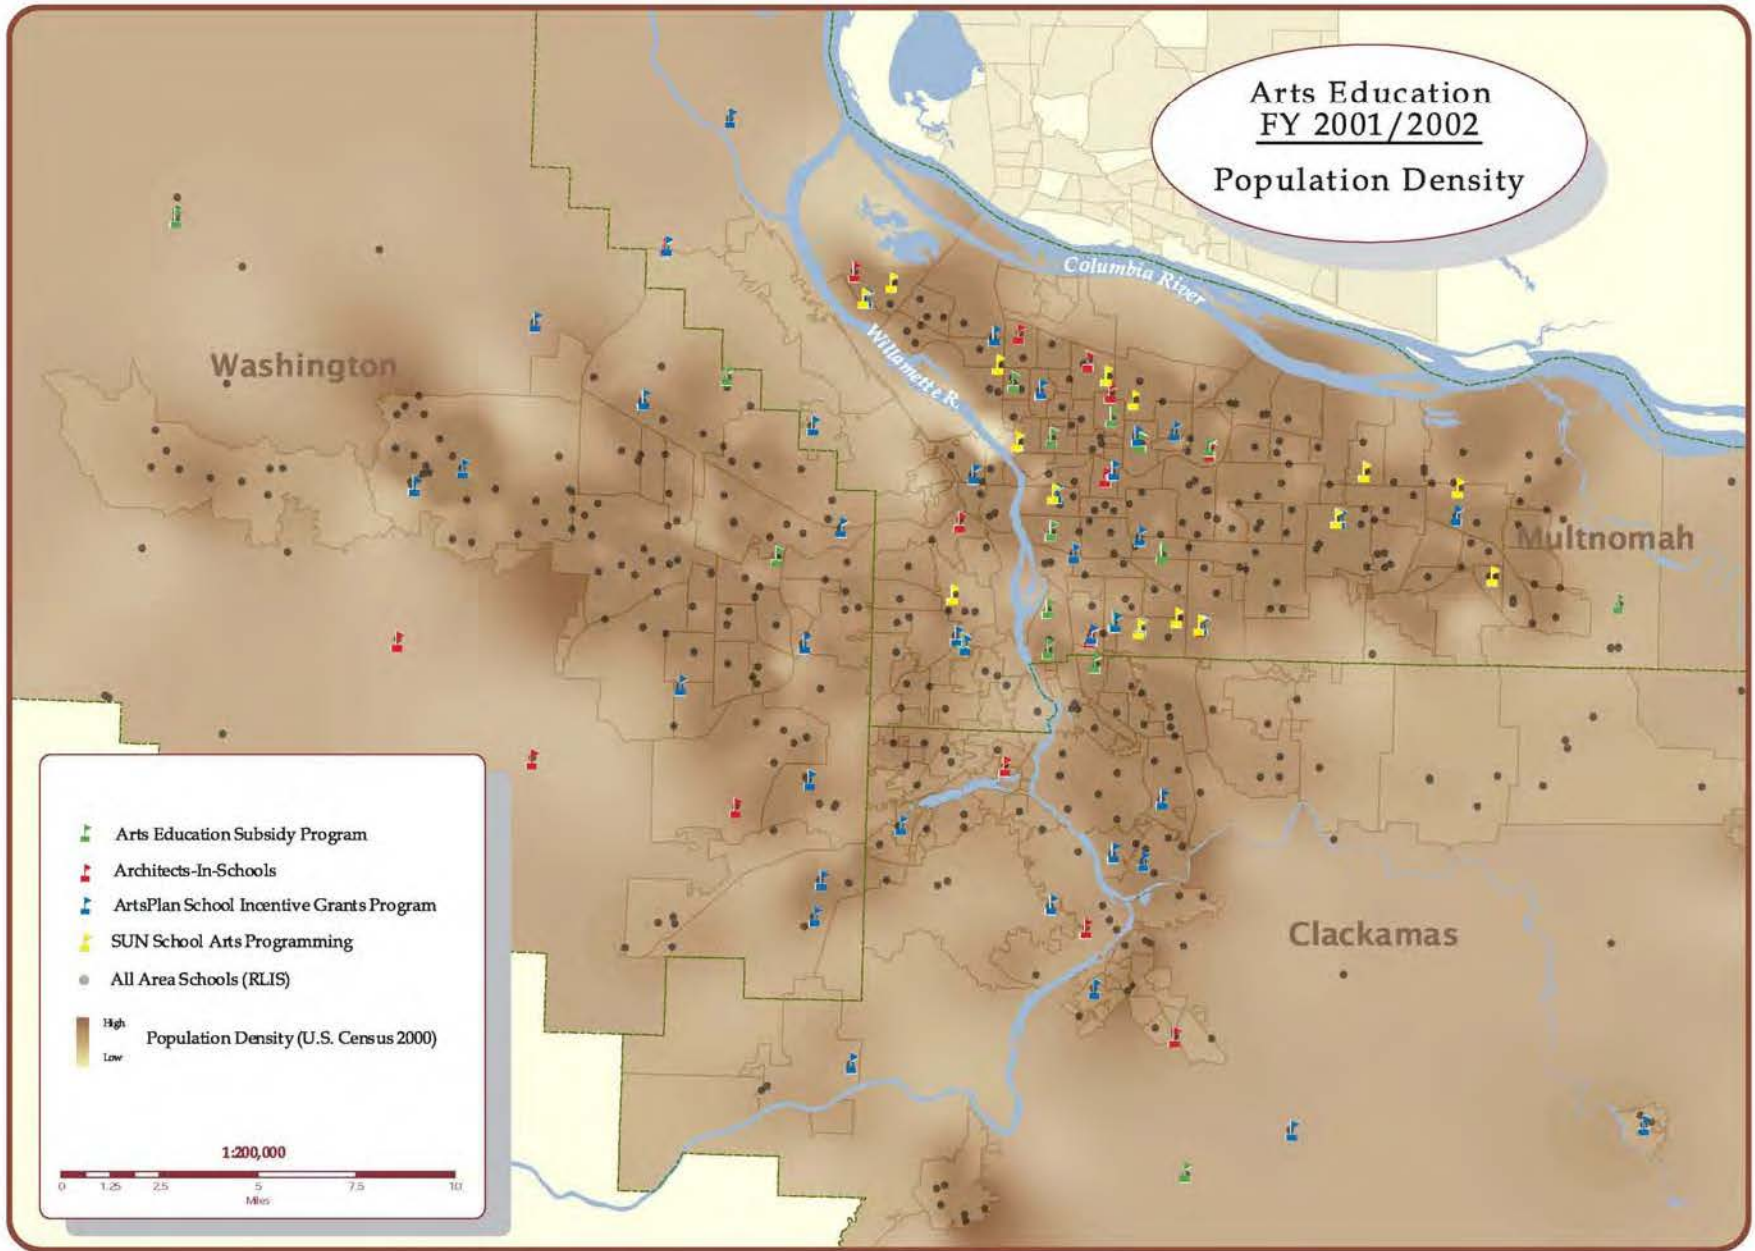 Arts Education
FY 2001/2002
Population Density
Columbia River
Willamette R.
Washington
Multnomah
Clackamas
Arts Education Subsidy Program
Architects-In-Schools
ArtsPlan School Incentive Grants Program
SUN School Arts Programming
All Area Schools (RLIS)
High
Low
Population Density (U.S. Census 2000)
1:200,000
0 1.25 2.5 5 7.5 10
Miles